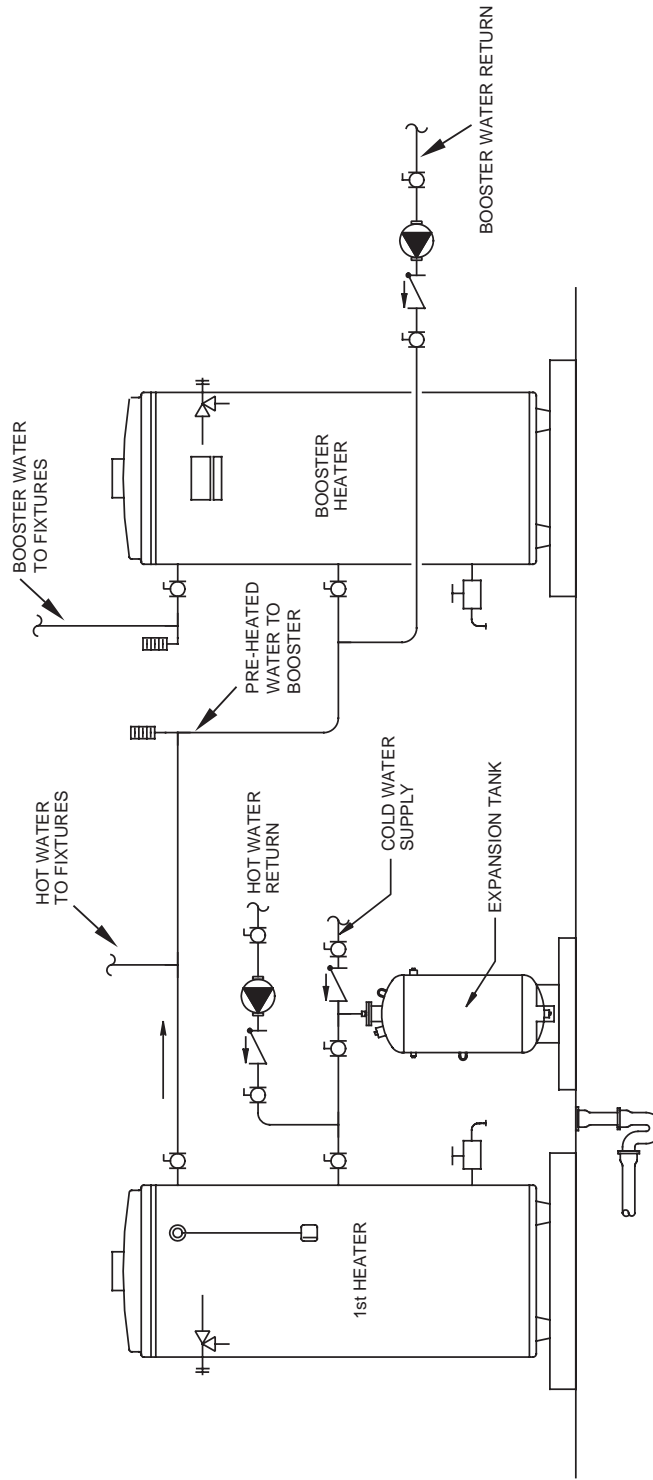 HOT WATER
TO FIXTURES
BOOSTER WATER
TO FIXTURES
PRE-HEATED
WATER TO
BOOSTER
HOT WATER
RETURN
COLD WATER
SUPPLY
1st HEATER
BOOSTER
HEATER
EXPANSION TANK
BOOSTER WATER RETURN